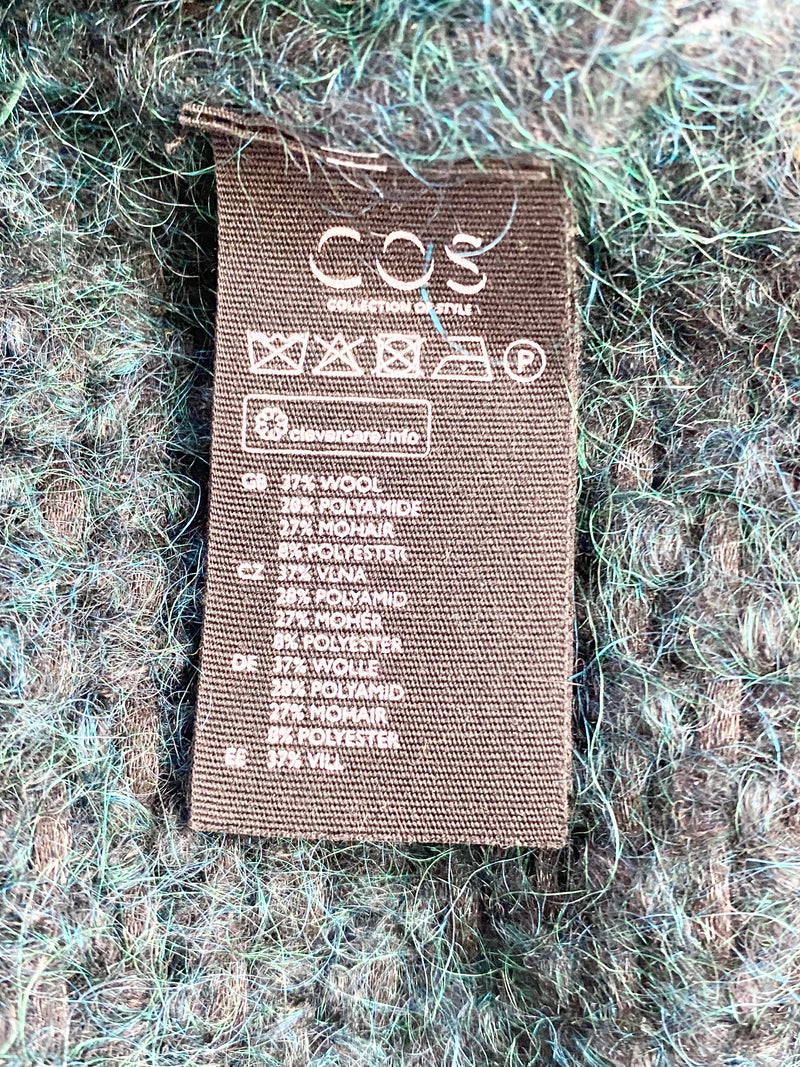 COS
COLLECTION OF STYLE
P
clevercare.info
GB 37% WOOL
28% POLYAMIDE
27% MOHAIR
8% POLYESTER
CZ 37% VLNA
28% POLYAMID
27% MOHER
8% POLYESTER
DE 37% WOLLE
28% POLYAMID
27% MOHAIR
8% POLYESTER
EE 37% VILL